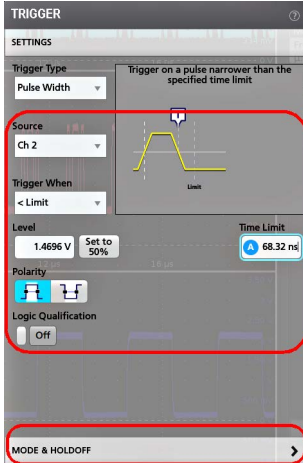 TRIGGER
SETTINGS
Trigger Type
Pulse Width
Trigger on a pulse narrower than the
specified time limit
Source
Ch 2
T
Limit
Trigger When
< Limit
Level
1.4696 V
Set to
50%
Time Limit
A 68.32 ns
Polarity
Logic Qualification
Off
MODE & HOLDOFF